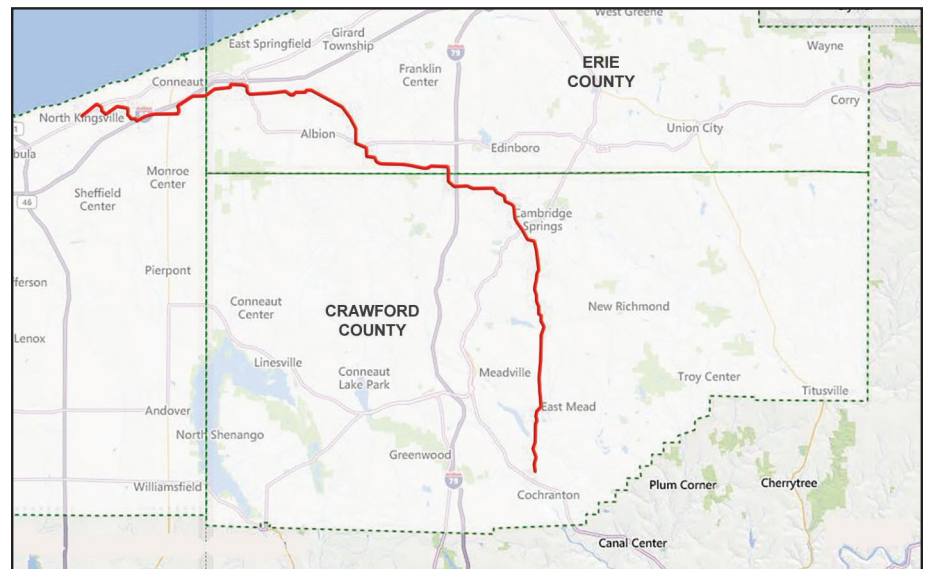 West Greene
Girard
Township
East Springfield
ERIE
COUNTY
Wayne
79
Conneaut
Franklin
Center
North Kingsville
Corry
1
Albion
Union City
Edinboro
bula
Monroe
Center
Sheffield
Center
46
Cambridge
Springs
Pierpont
fferson
Conneaut
Center
CRAWFORD
COUNTY
New Richmond
Lenox
Linesville
Conneaut
Lake Park
Meadville
Troy Center
Titusville
Andover
East Mead
North Shenango
Greenwood
79
Williamsfield
Cochranton
Plum Corner
Cherrytree
Canal Center